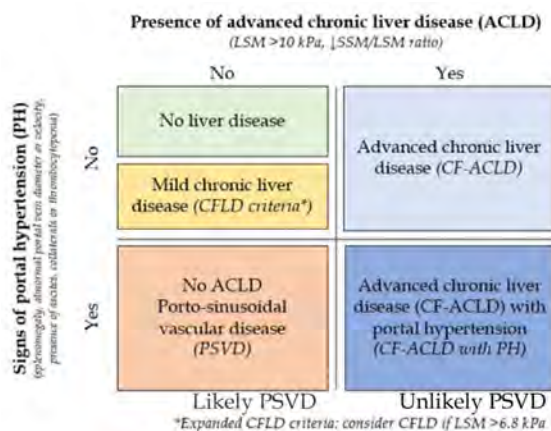 Presence of advanced chronic liver disease (ACLD)
(LSM >10 kPa, ↓SSM/LSM ratio)
No
Yes
Signs of portal hypertension (PH)
(splenomegaly, abnormal portal vein diameter or velocity,
presence of ascites, collaterals or thrombocytopenia)
No
No liver disease
Mild chronic liver
disease (CFLD criteria*)
Advanced chronic liver
disease (CF-ACLD)
Yes
No ACLD
Porto-sinusoidal
vascular disease
(PSVD)
Advanced chronic liver
disease (CF-ACLD) with
portal hypertension
(CF-ACLD with PH)
Likely PSVD
Unlikely PSVD
*Expanded CFLD criteria: consider CFLD if LSM >6.8 kPa